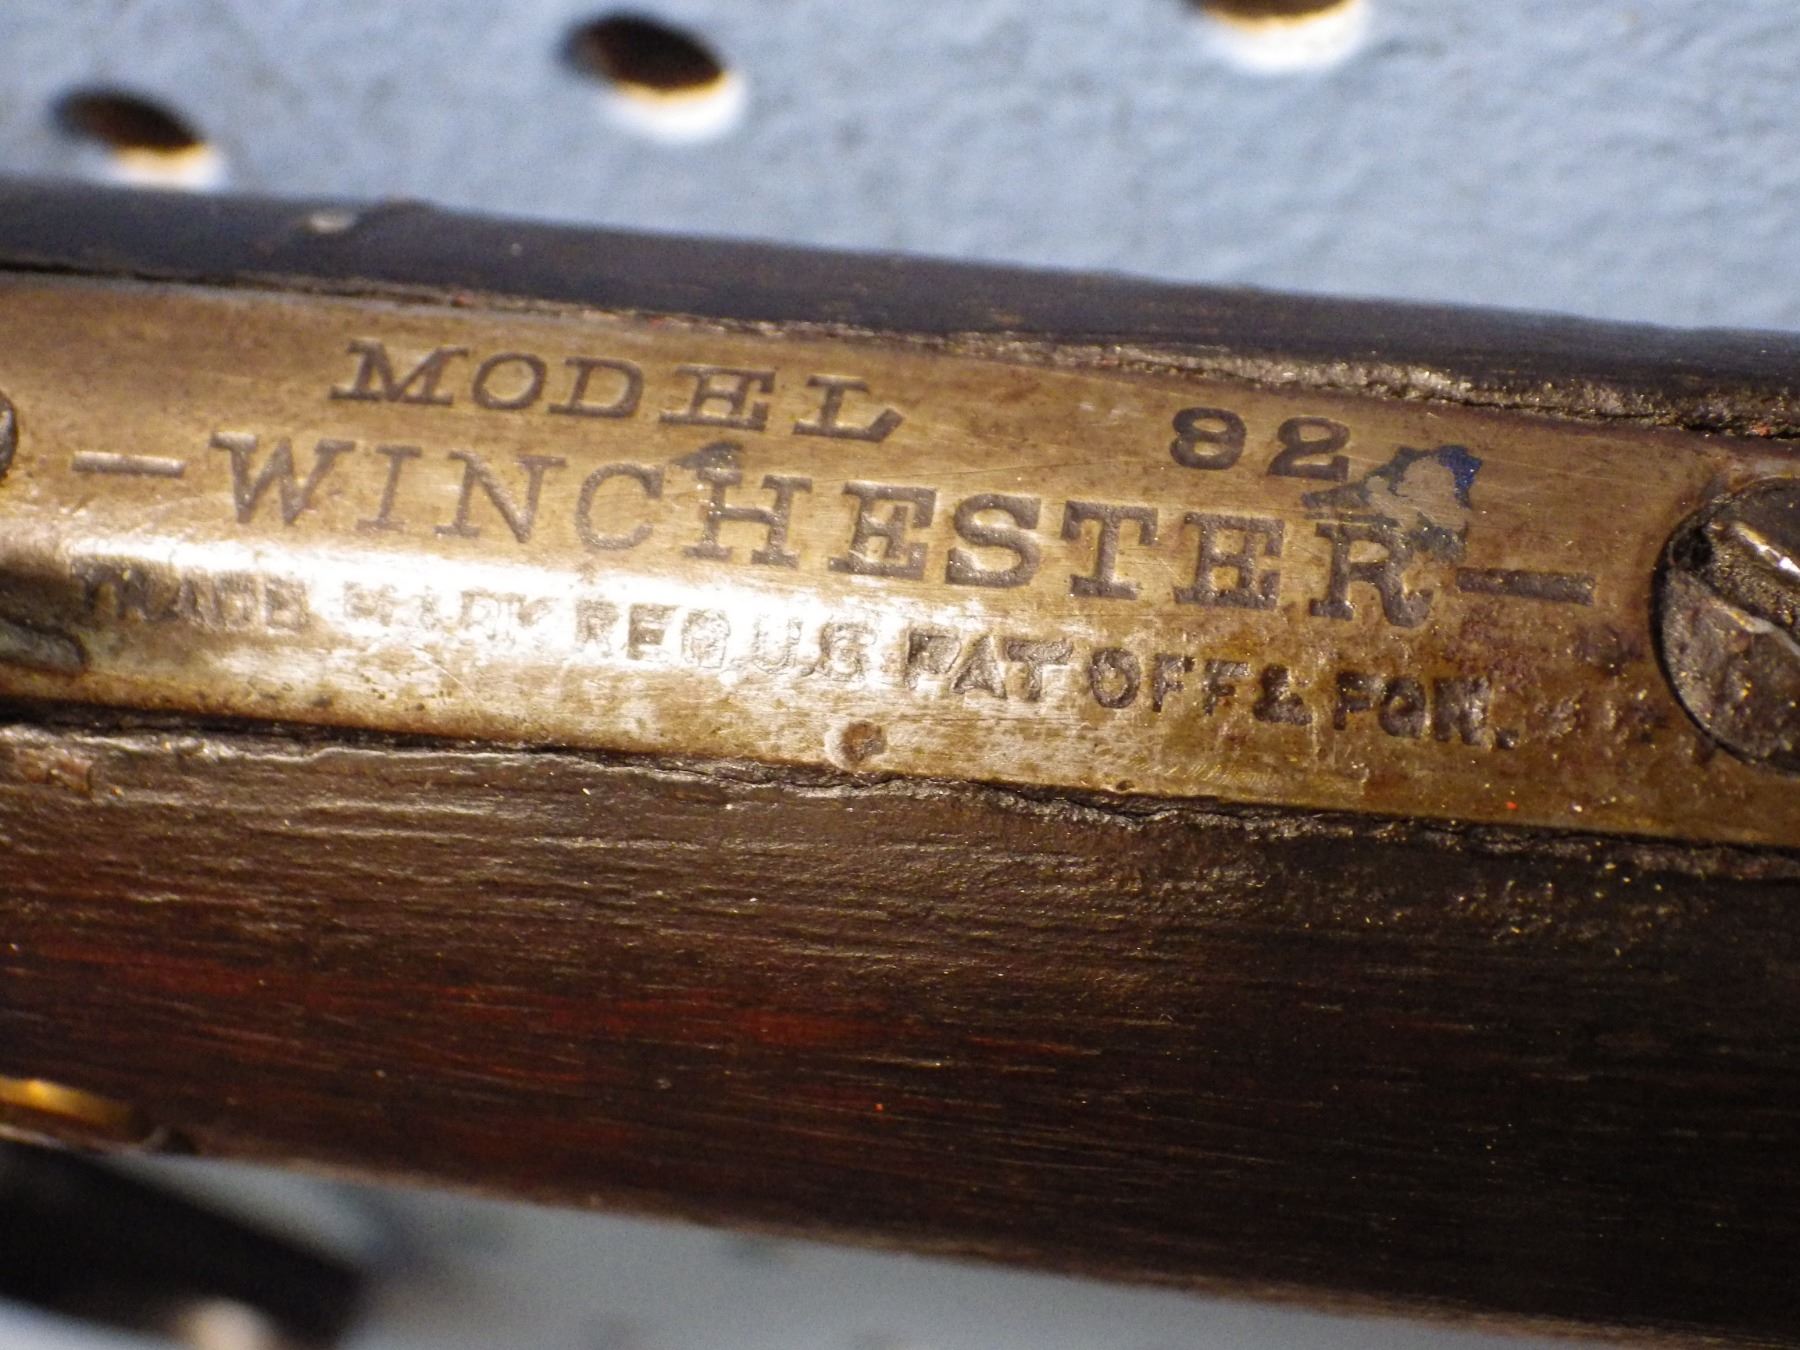 MODEL 92
—WINCHESTER—
TRADE MARK REG U.S PAT OFF & FGN.